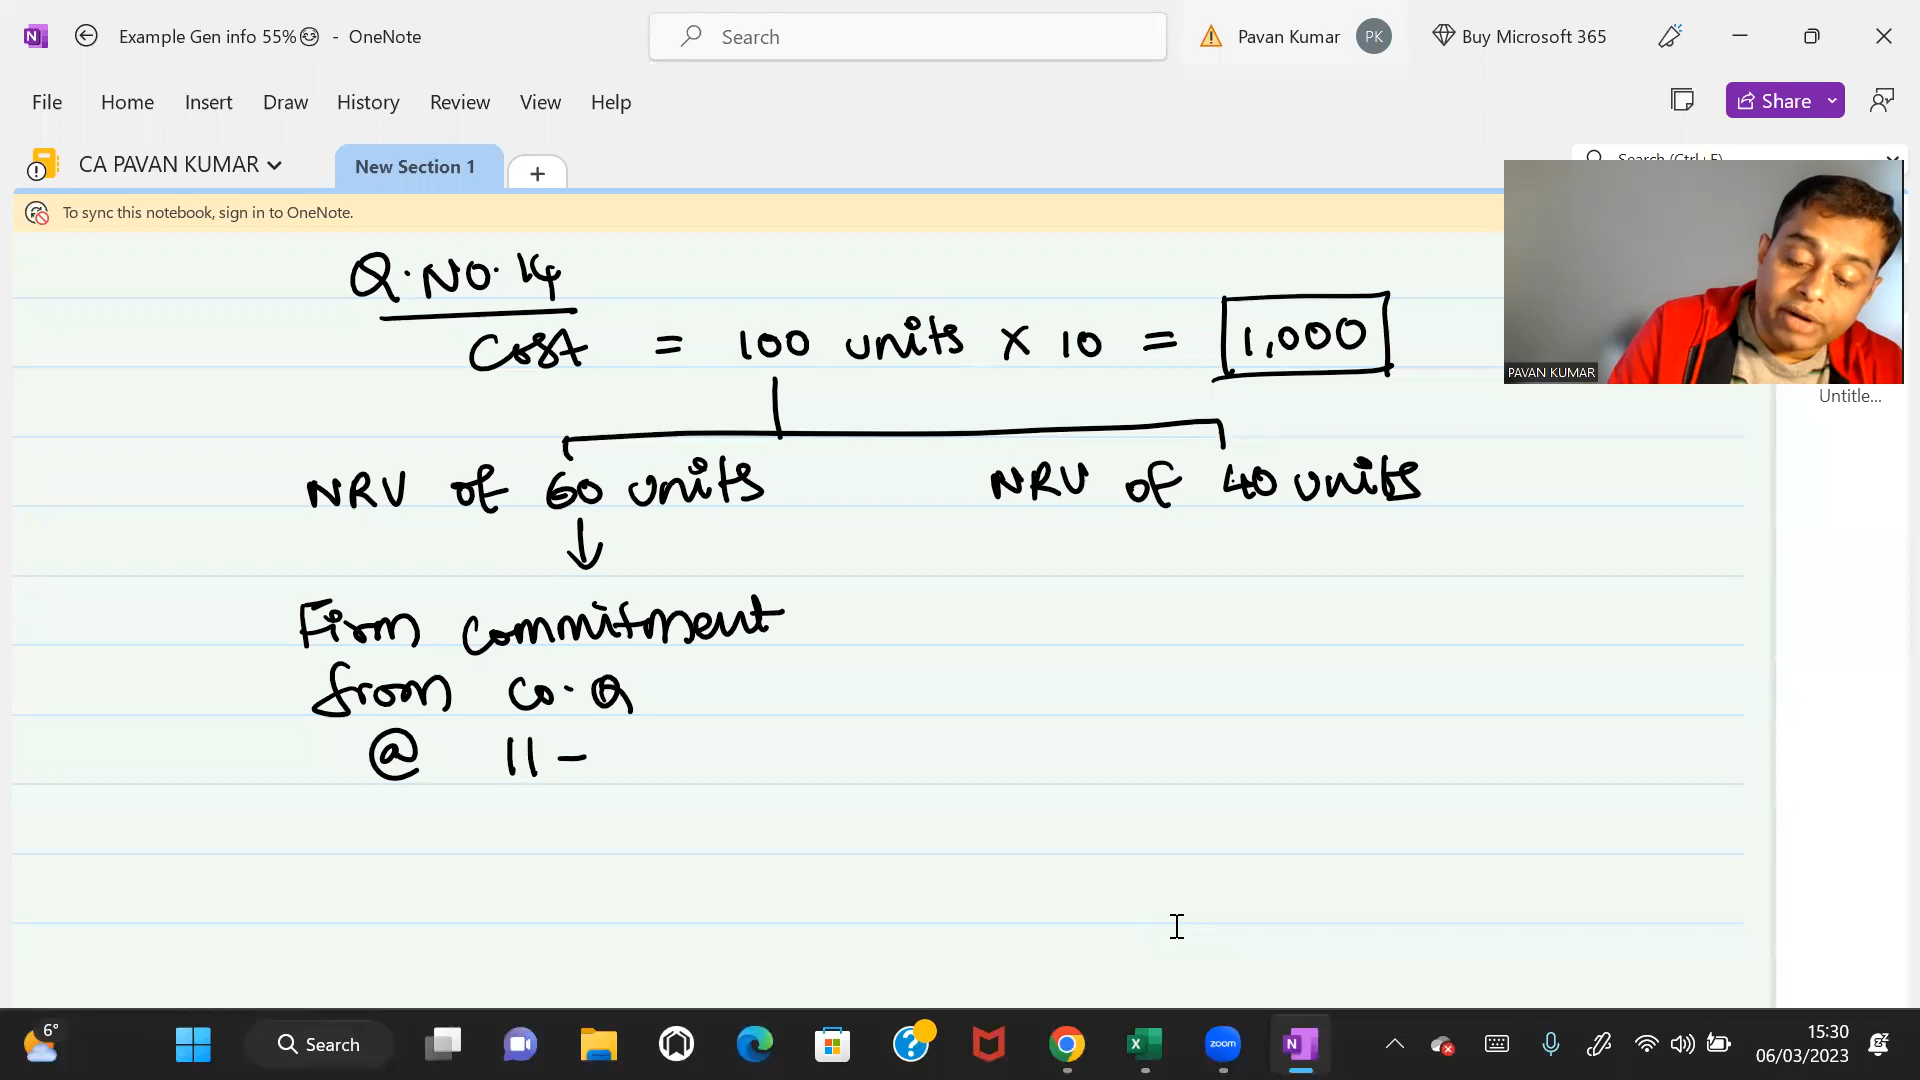 Example Gen info 55% - OneNote
Search
Pavan Kumar
PK
Buy Microsoft 365
File Home Insert Draw History Review View Help
Share
CA PAVAN KUMAR
New Section 1
+
Search (Ctrl+F)
To sync this notebook, sign in to OneNote.
PAVAN KUMAR
Untitle...
Q.NO.14
Cost = 100 units X 10 = 1,000
NRV of 60 units NRV of 40 units
Firm commitment
from Co. Q
@ 11 -
6°
Search
zoom
15:30
06/03/2023